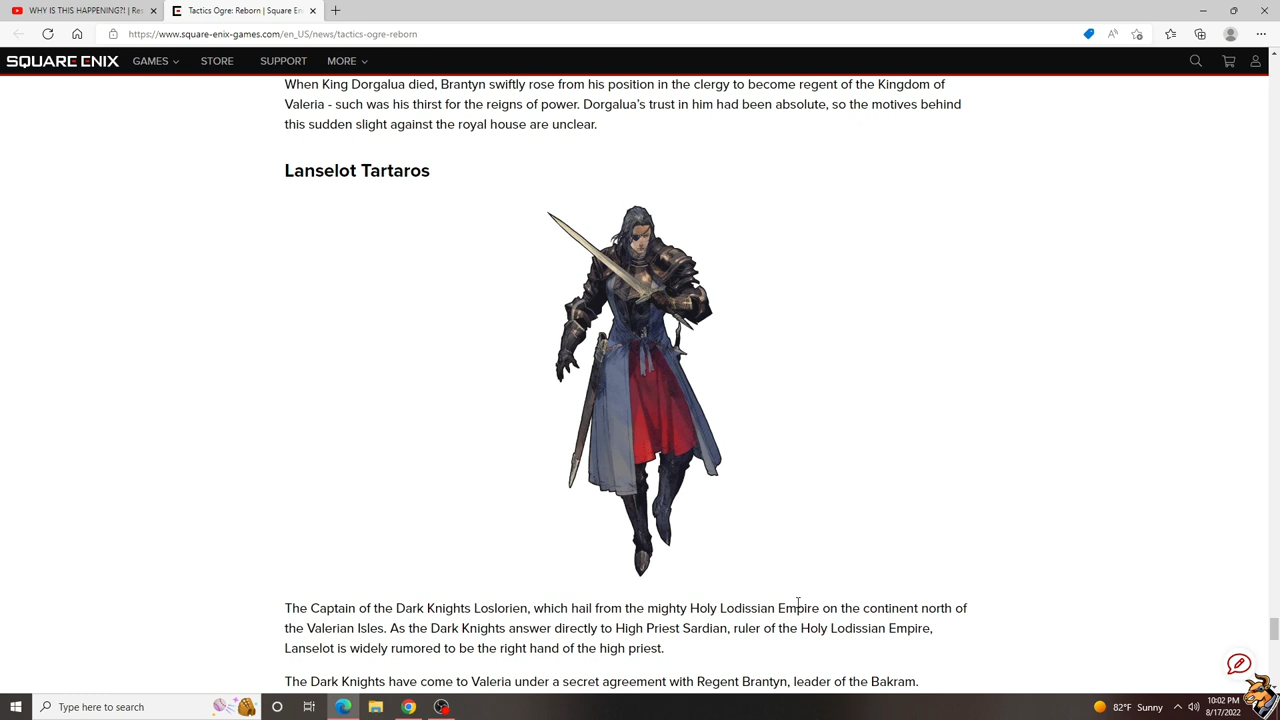 WHY IS THIS HAPPENING?! | Res
Tactics Ogre: Reborn | Square En
https://www.square-enix-games.com/en_US/news/tactics-ogre-reborn
SQUARE ENIX GAMES STORE SUPPORT MORE
When King Dorgalua died, Brantyn swiftly rose from his position in the clergy to become regent of the Kingdom of
Valeria - such was his thirst for the reigns of power. Dorgalua's trust in him had been absolute, so the motives behind
this sudden slight against the royal house are unclear.
Lanselot Tartaros
The Captain of the Dark Knights Loslorien, which hail from the mighty Holy Lodissian Empire on the continent north of
the Valerian Isles. As the Dark Knights answer directly to High Priest Sardian, ruler of the Holy Lodissian Empire,
Lanselot is widely rumored to be the right hand of the high priest.
The Dark Knights have come to Valeria under a secret agreement with Regent Brantyn, leader of the Bakram.
Type here to search
82°F Sunny
10:02 PM
8/17/2022